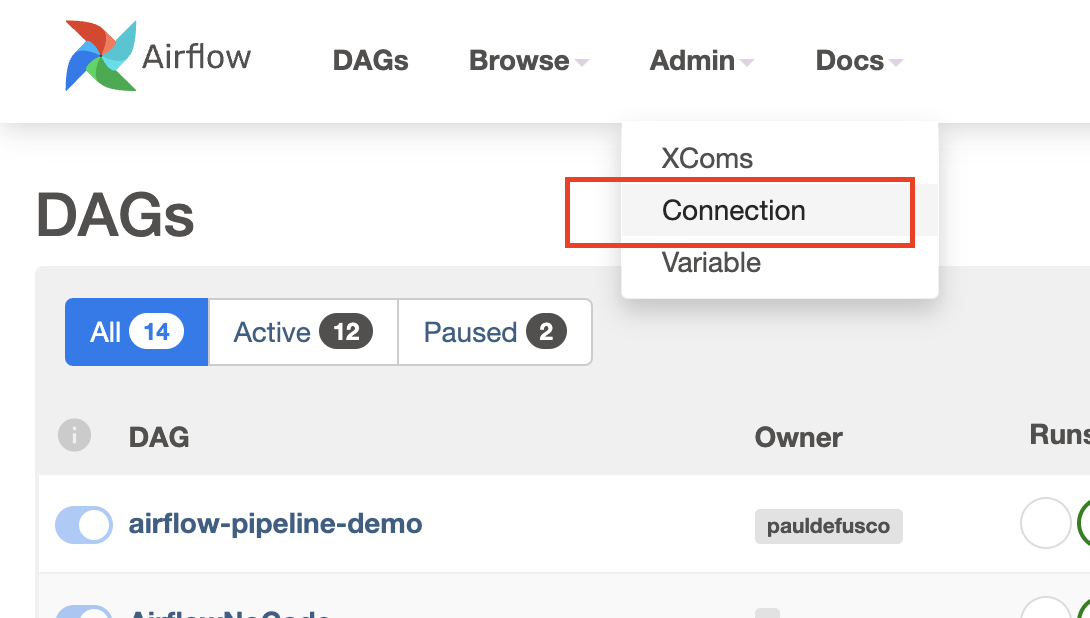 Airflow DAGs Browse Admin Docs
XComs
Connection
Variable
DAGs
All 14 Active 12 Paused 2
i DAG Owner Runs
airflow-pipeline-demo pauldefusco